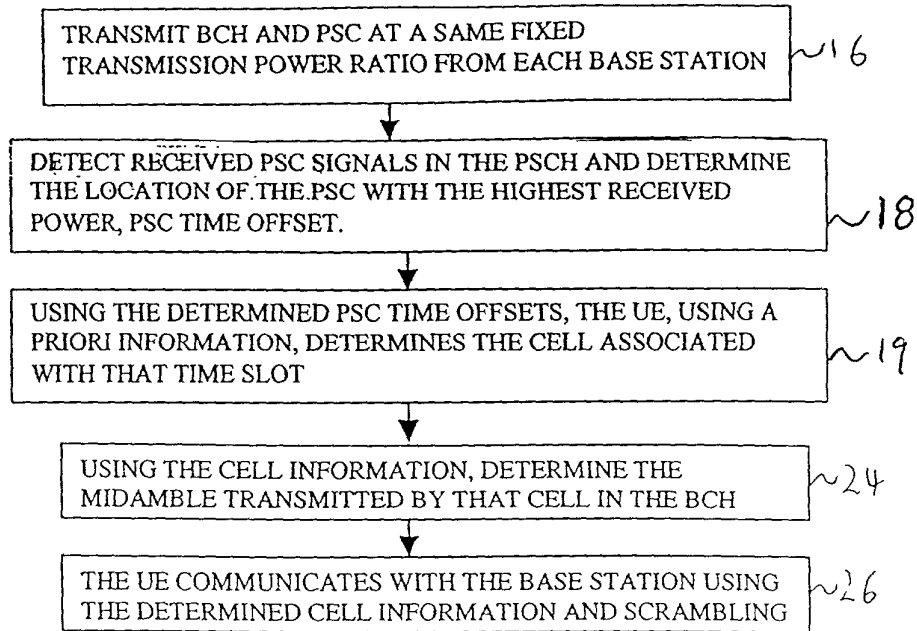 TRANSMIT BCH AND PSC AT A SAME FIXED
TRANSMISSION POWER RATIO FROM EACH BASE STATION
16
DETECT RECEIVED PSC SIGNALS IN THE PSCH AND DETERMINE
THE LOCATION OF THE PSC WITH THE HIGHEST RECEIVED
POWER, PSC TIME OFFSET.
18
USING THE DETERMINED PSC TIME OFFSETS, THE UE, USING A
PRIORI INFORMATION, DETERMINES THE CELL ASSOCIATED
WITH THAT TIME SLOT
19
USING THE CELL INFORMATION, DETERMINE THE
MIDAMBLE TRANSMITTED BY THAT CELL IN THE BCH
24
THE UE COMMUNICATES WITH THE BASE STATION USING
THE DETERMINED CELL INFORMATION AND SCRAMBLING
26